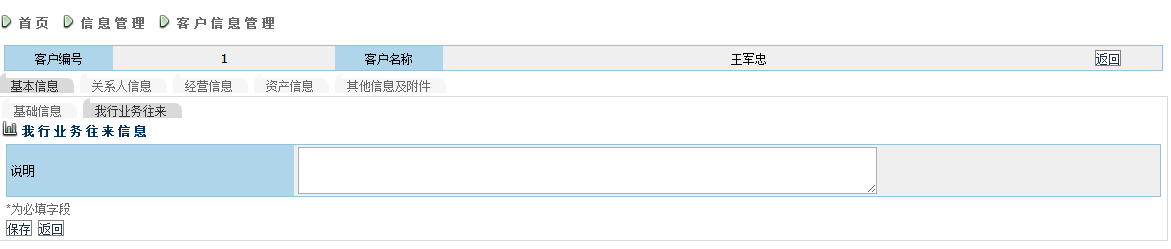 首页 信息管理 客户信息管理
客户编号 1 客户名称 王军忠 返回
基本信息 关系人信息 经营信息 资产信息 其他信息及附件
基础信息 我行业务往来
我行业务往来信息
说明
*为必填字段
保存 返回